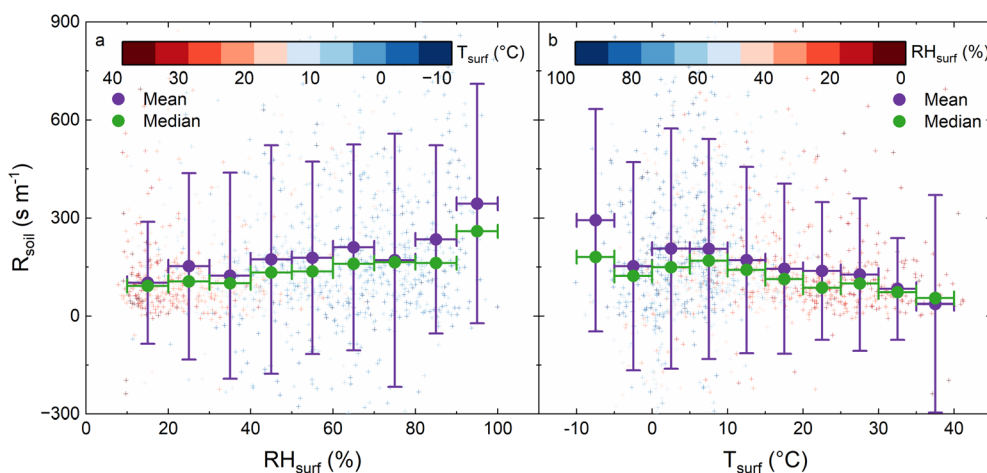 900
600
300
0
−300
R_soil (s m⁻¹)
a
T_surf (°C)
40 30 20 10 0 -10
Mean
Median
0 20 40 60 80 100
RH_surf (%)
b
RH_surf (%)
100 80 60 40 20 0
Mean
Median
-10 0 10 20 30 40
T_surf (°C)